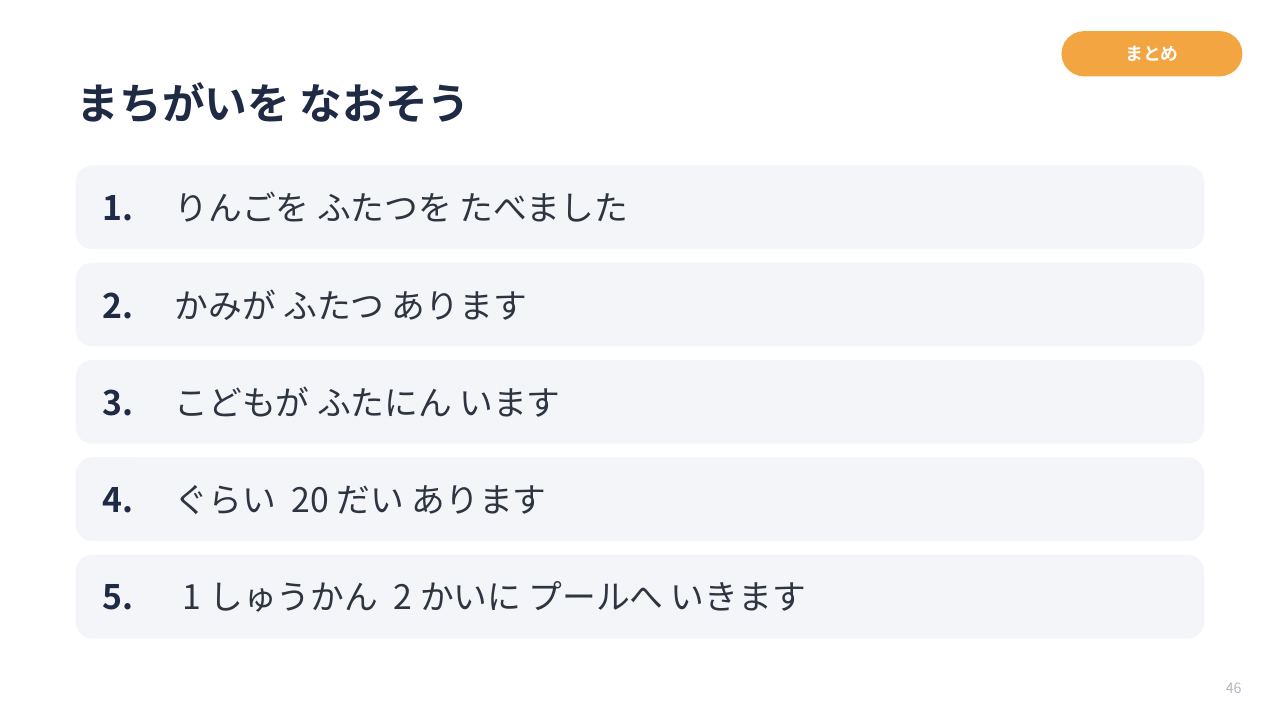 まとめ
まちがいを なおそう
1. りんごを ふたつを たべました
2. かみが ふたつ あります
3. こどもが ふたにん います
4. ぐらい 20 だい あります
5. 1 しゅうかん 2 かいに プールへ いきます
46